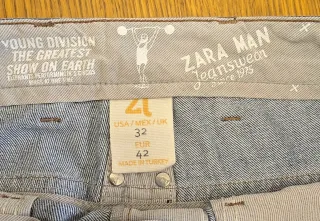 YOUNG DIVISION
THE GREATEST
SHOW ON EARTH
ZARA MAN
Jeanswear
Since 1975
USA / MEX / UK
32
EUR
42
MADE IN TURKEY